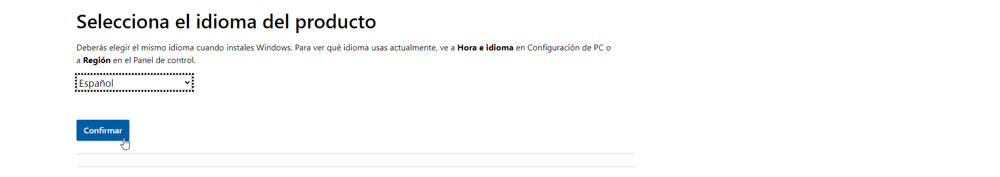 Selecciona el idioma del producto
Deberás elegir el mismo idioma cuando instales Windows. Para ver qué idioma usas actualmente, ve a Hora e idioma en Configuración de PC o
a Región en el Panel de control.
Español
Confirmar